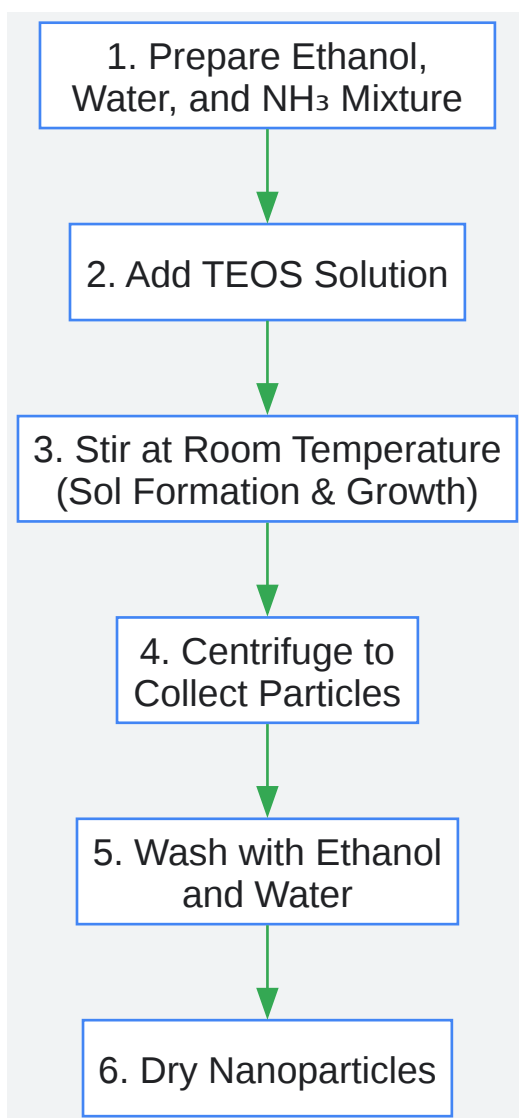 1. Prepare Ethanol,
Water, and NH₃ Mixture
2. Add TEOS Solution
3. Stir at Room Temperature
(Sol Formation & Growth)
4. Centrifuge to
Collect Particles
5. Wash with Ethanol
and Water
6. Dry Nanoparticles